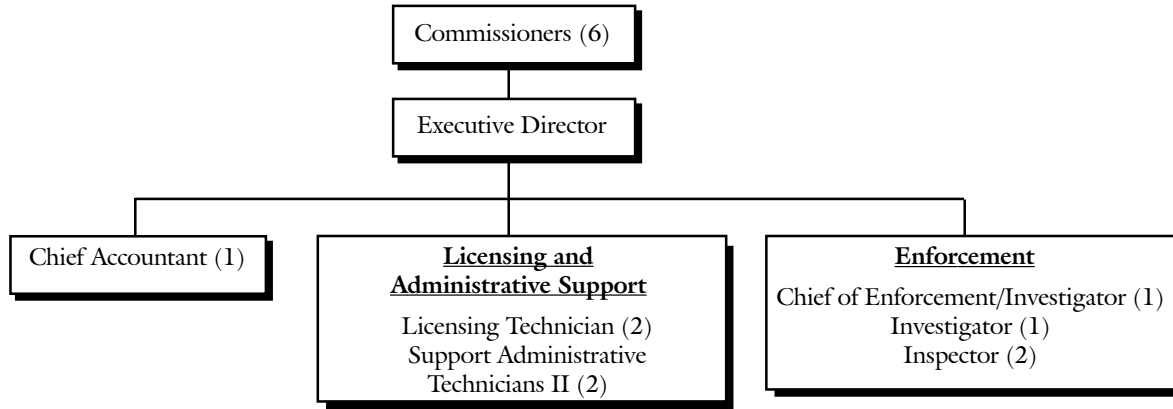 Commissioners (6)
Executive Director
Chief Accountant (1)
Licensing and
Administrative Support
Licensing Technician (2)
Support Administrative
Technicians II (2)
Enforcement
Chief of Enforcement/Investigator (1)
Investigator (1)
Inspector (2)